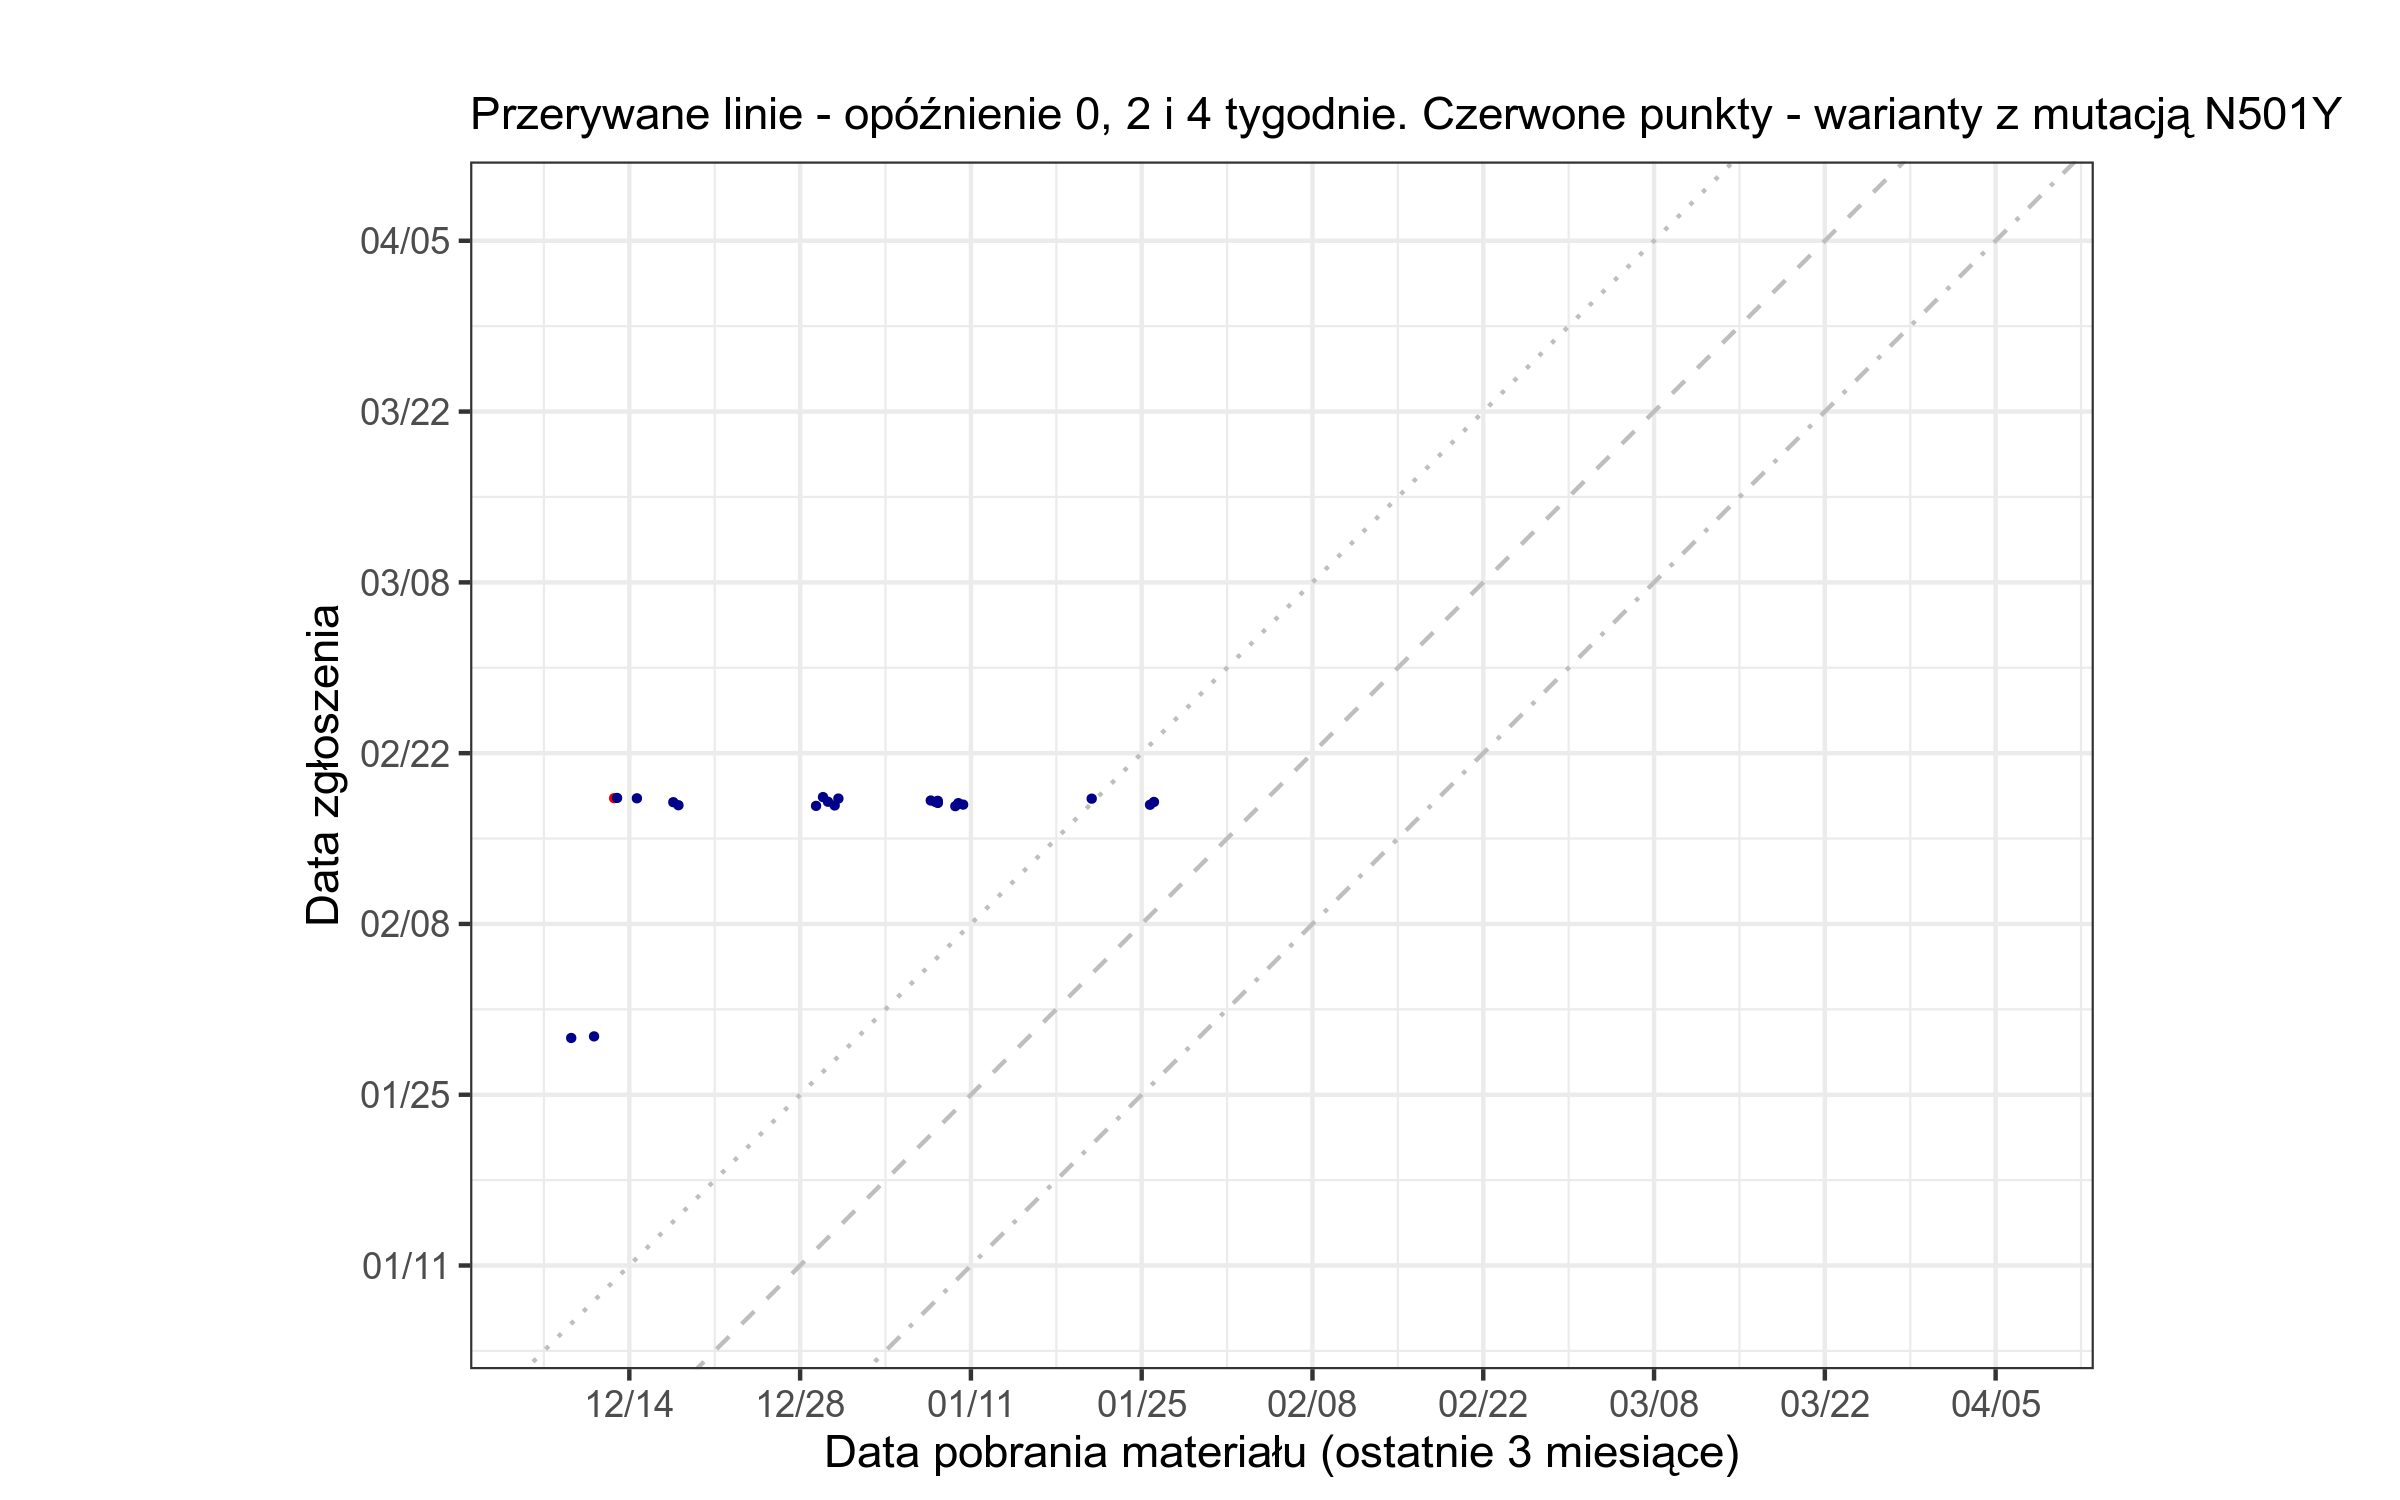 Przerywane linie - opóźnienie 0, 2 i 4 tygodnie. Czerwone punkty - warianty z mutacją N501Y
Data zgłoszenia
04/05
03/22
03/08
02/22
02/08
01/25
01/11
12/14 12/28 01/11 01/25 02/08 02/22 03/08 03/22 04/05
Data pobrania materiału (ostatnie 3 miesiące)